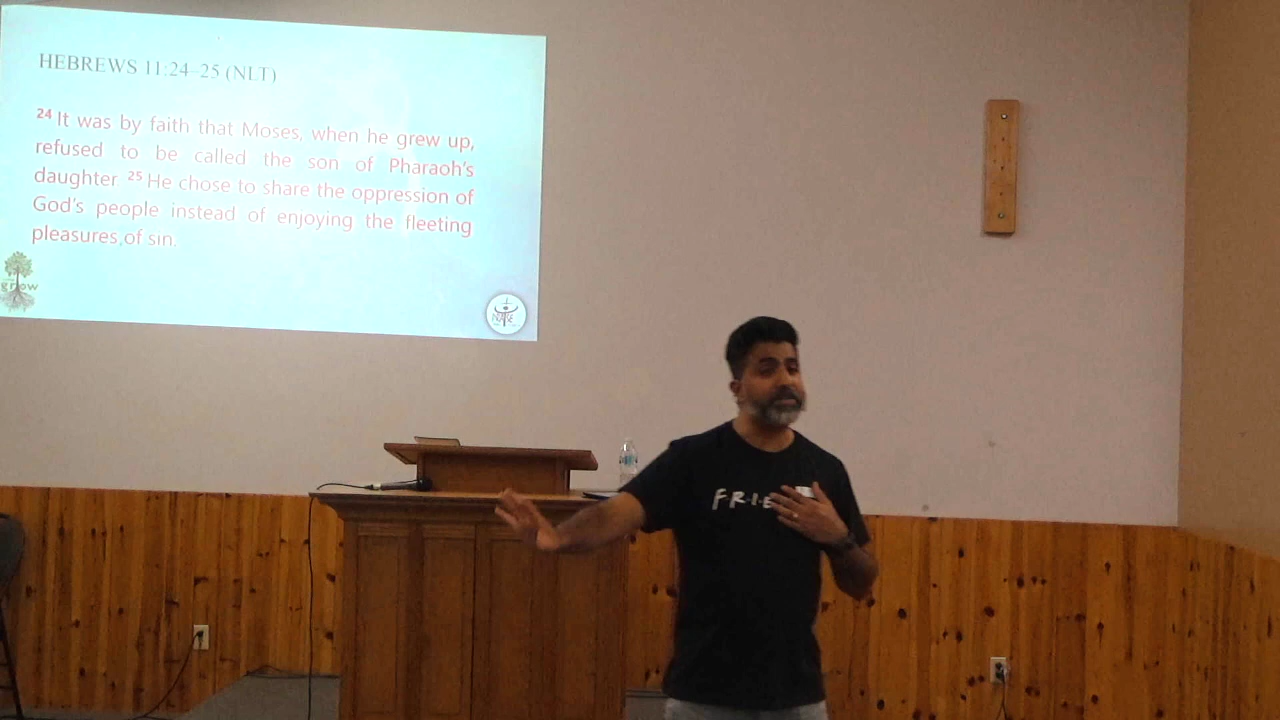 HEBREWS 11:24–25 (NLT)
24 It was by faith that Moses, when he grew up,
refused to be called the son of Pharaoh's
daughter. 25 He chose to share the oppression of
God's people instead of enjoying the fleeting
pleasures of sin.
grow
F•R•I•E